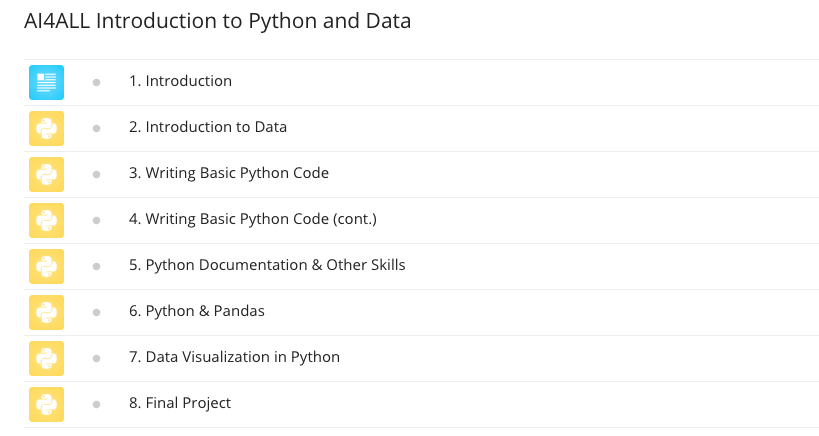 AI4ALL Introduction to Python and Data
1. Introduction
2. Introduction to Data
3. Writing Basic Python Code
4. Writing Basic Python Code (cont.)
5. Python Documentation & Other Skills
6. Python & Pandas
7. Data Visualization in Python
8. Final Project